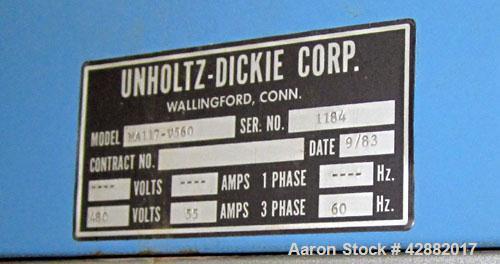 UNHOLTZ-DICKIE CORP.
WALLINGFORD, CONN.
MODEL MA117-V560 SER. NO. 1184
CONTRACT NO. DATE 9/83
---- VOLTS ---- AMPS 1 PHASE ---- Hz.
480 VOLTS 55 AMPS 3 PHASE 60 Hz.
Aaron Stock # 42882017